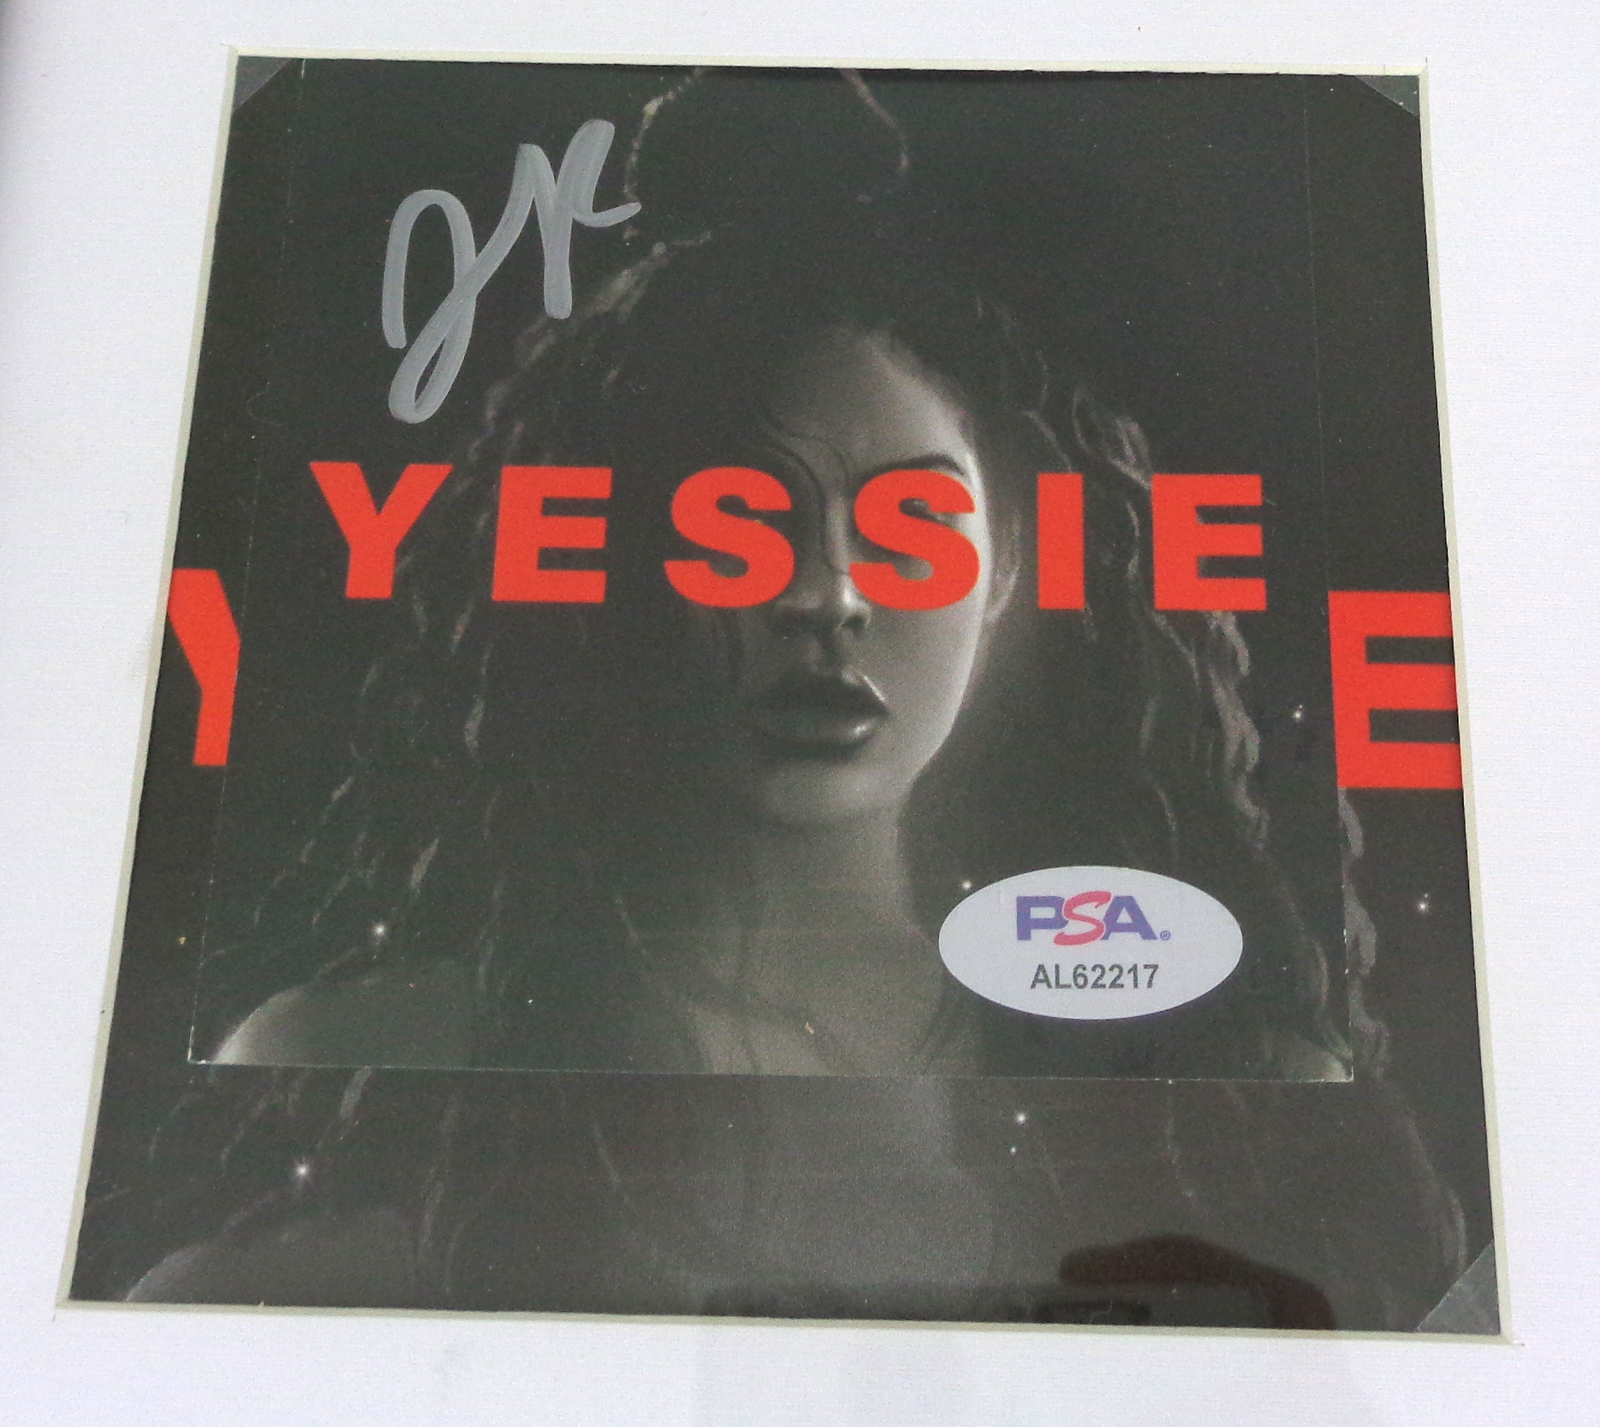 YESSIE
Y E
PSA®
AL62217